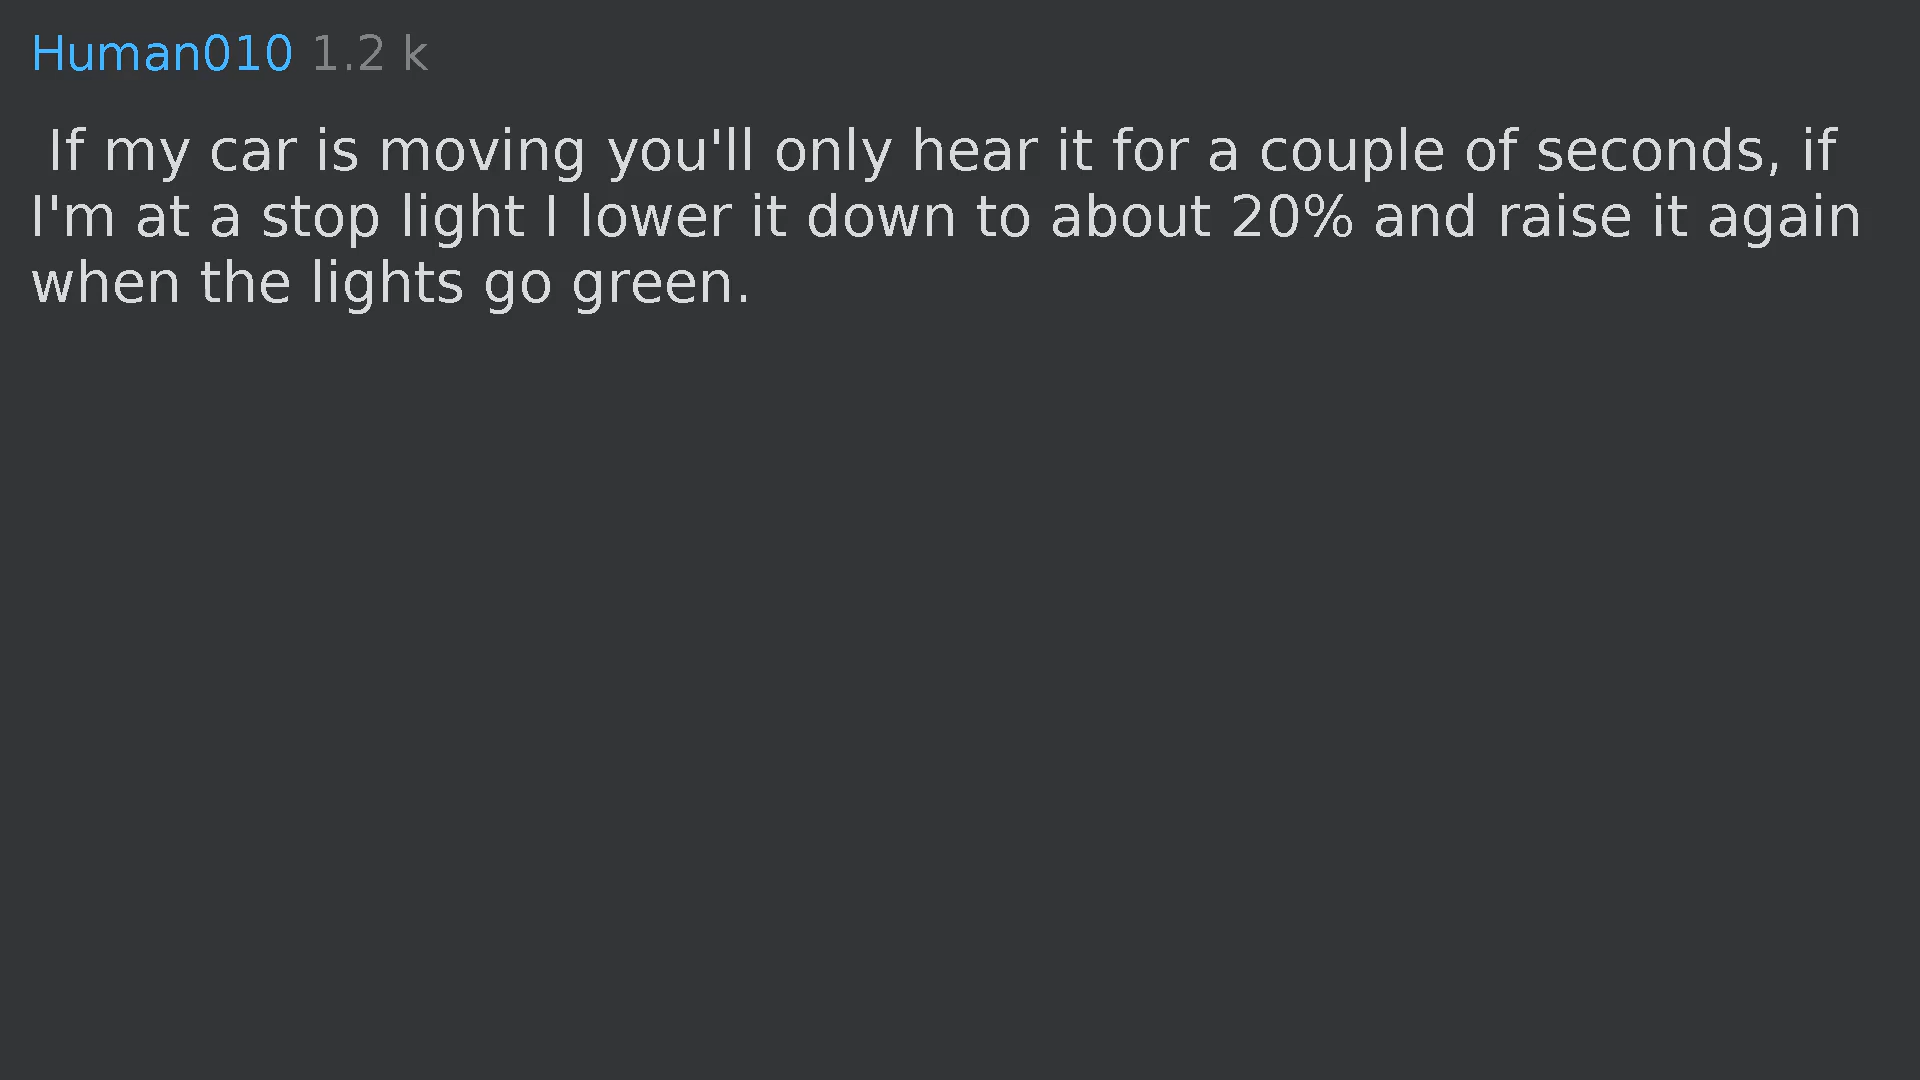 Human010 1.2 k
If my car is moving you'll only hear it for a couple of seconds, if
I'm at a stop light I lower it down to about 20% and raise it again
when the lights go green.